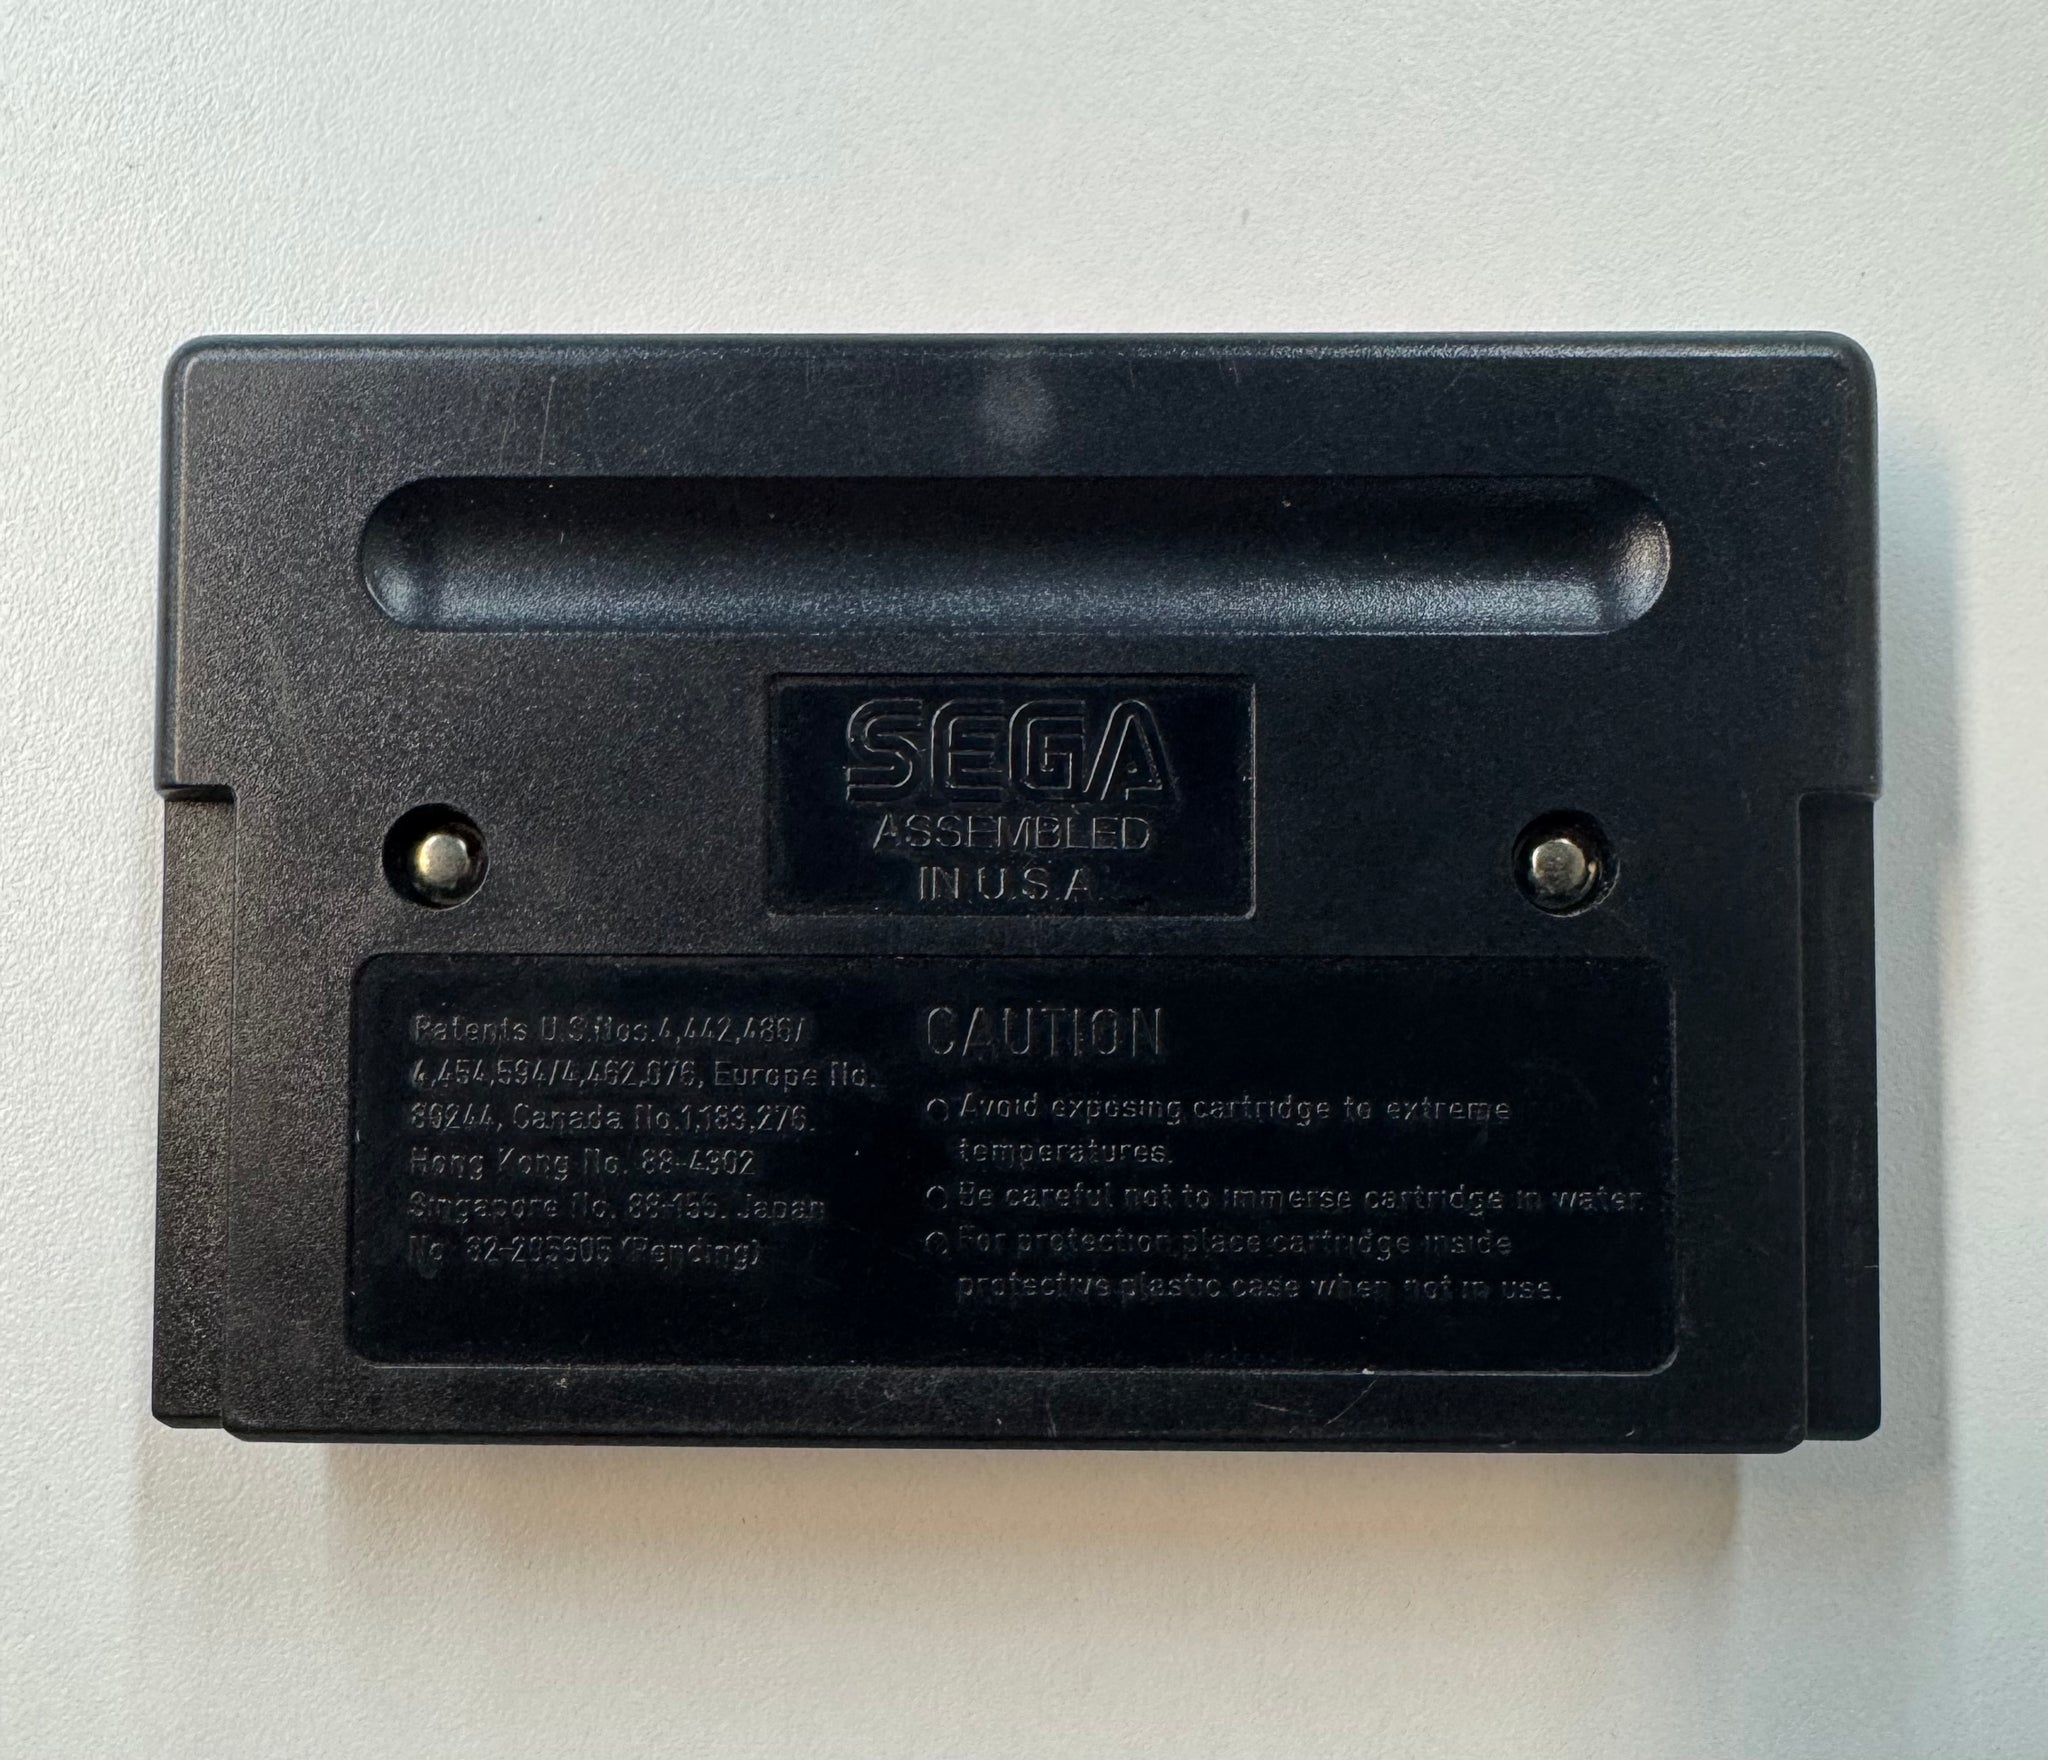 SEGA
ASSEMBLED
IN U.S.A.
Patents U.S.Nos.4,442,486/
4,454,594/4,462,076, Europe No.
80244, Canada No.1,183,276.
Hong Kong No. 88-4302
Singapore No. 88-155. Japan
No. 82-205605 (Pending)
CAUTION
○ Avoid exposing cartridge to extreme
temperatures.
○ Be careful not to immerse cartridge in water.
○ For protection, place cartridge inside
protective plastic case when not in use.